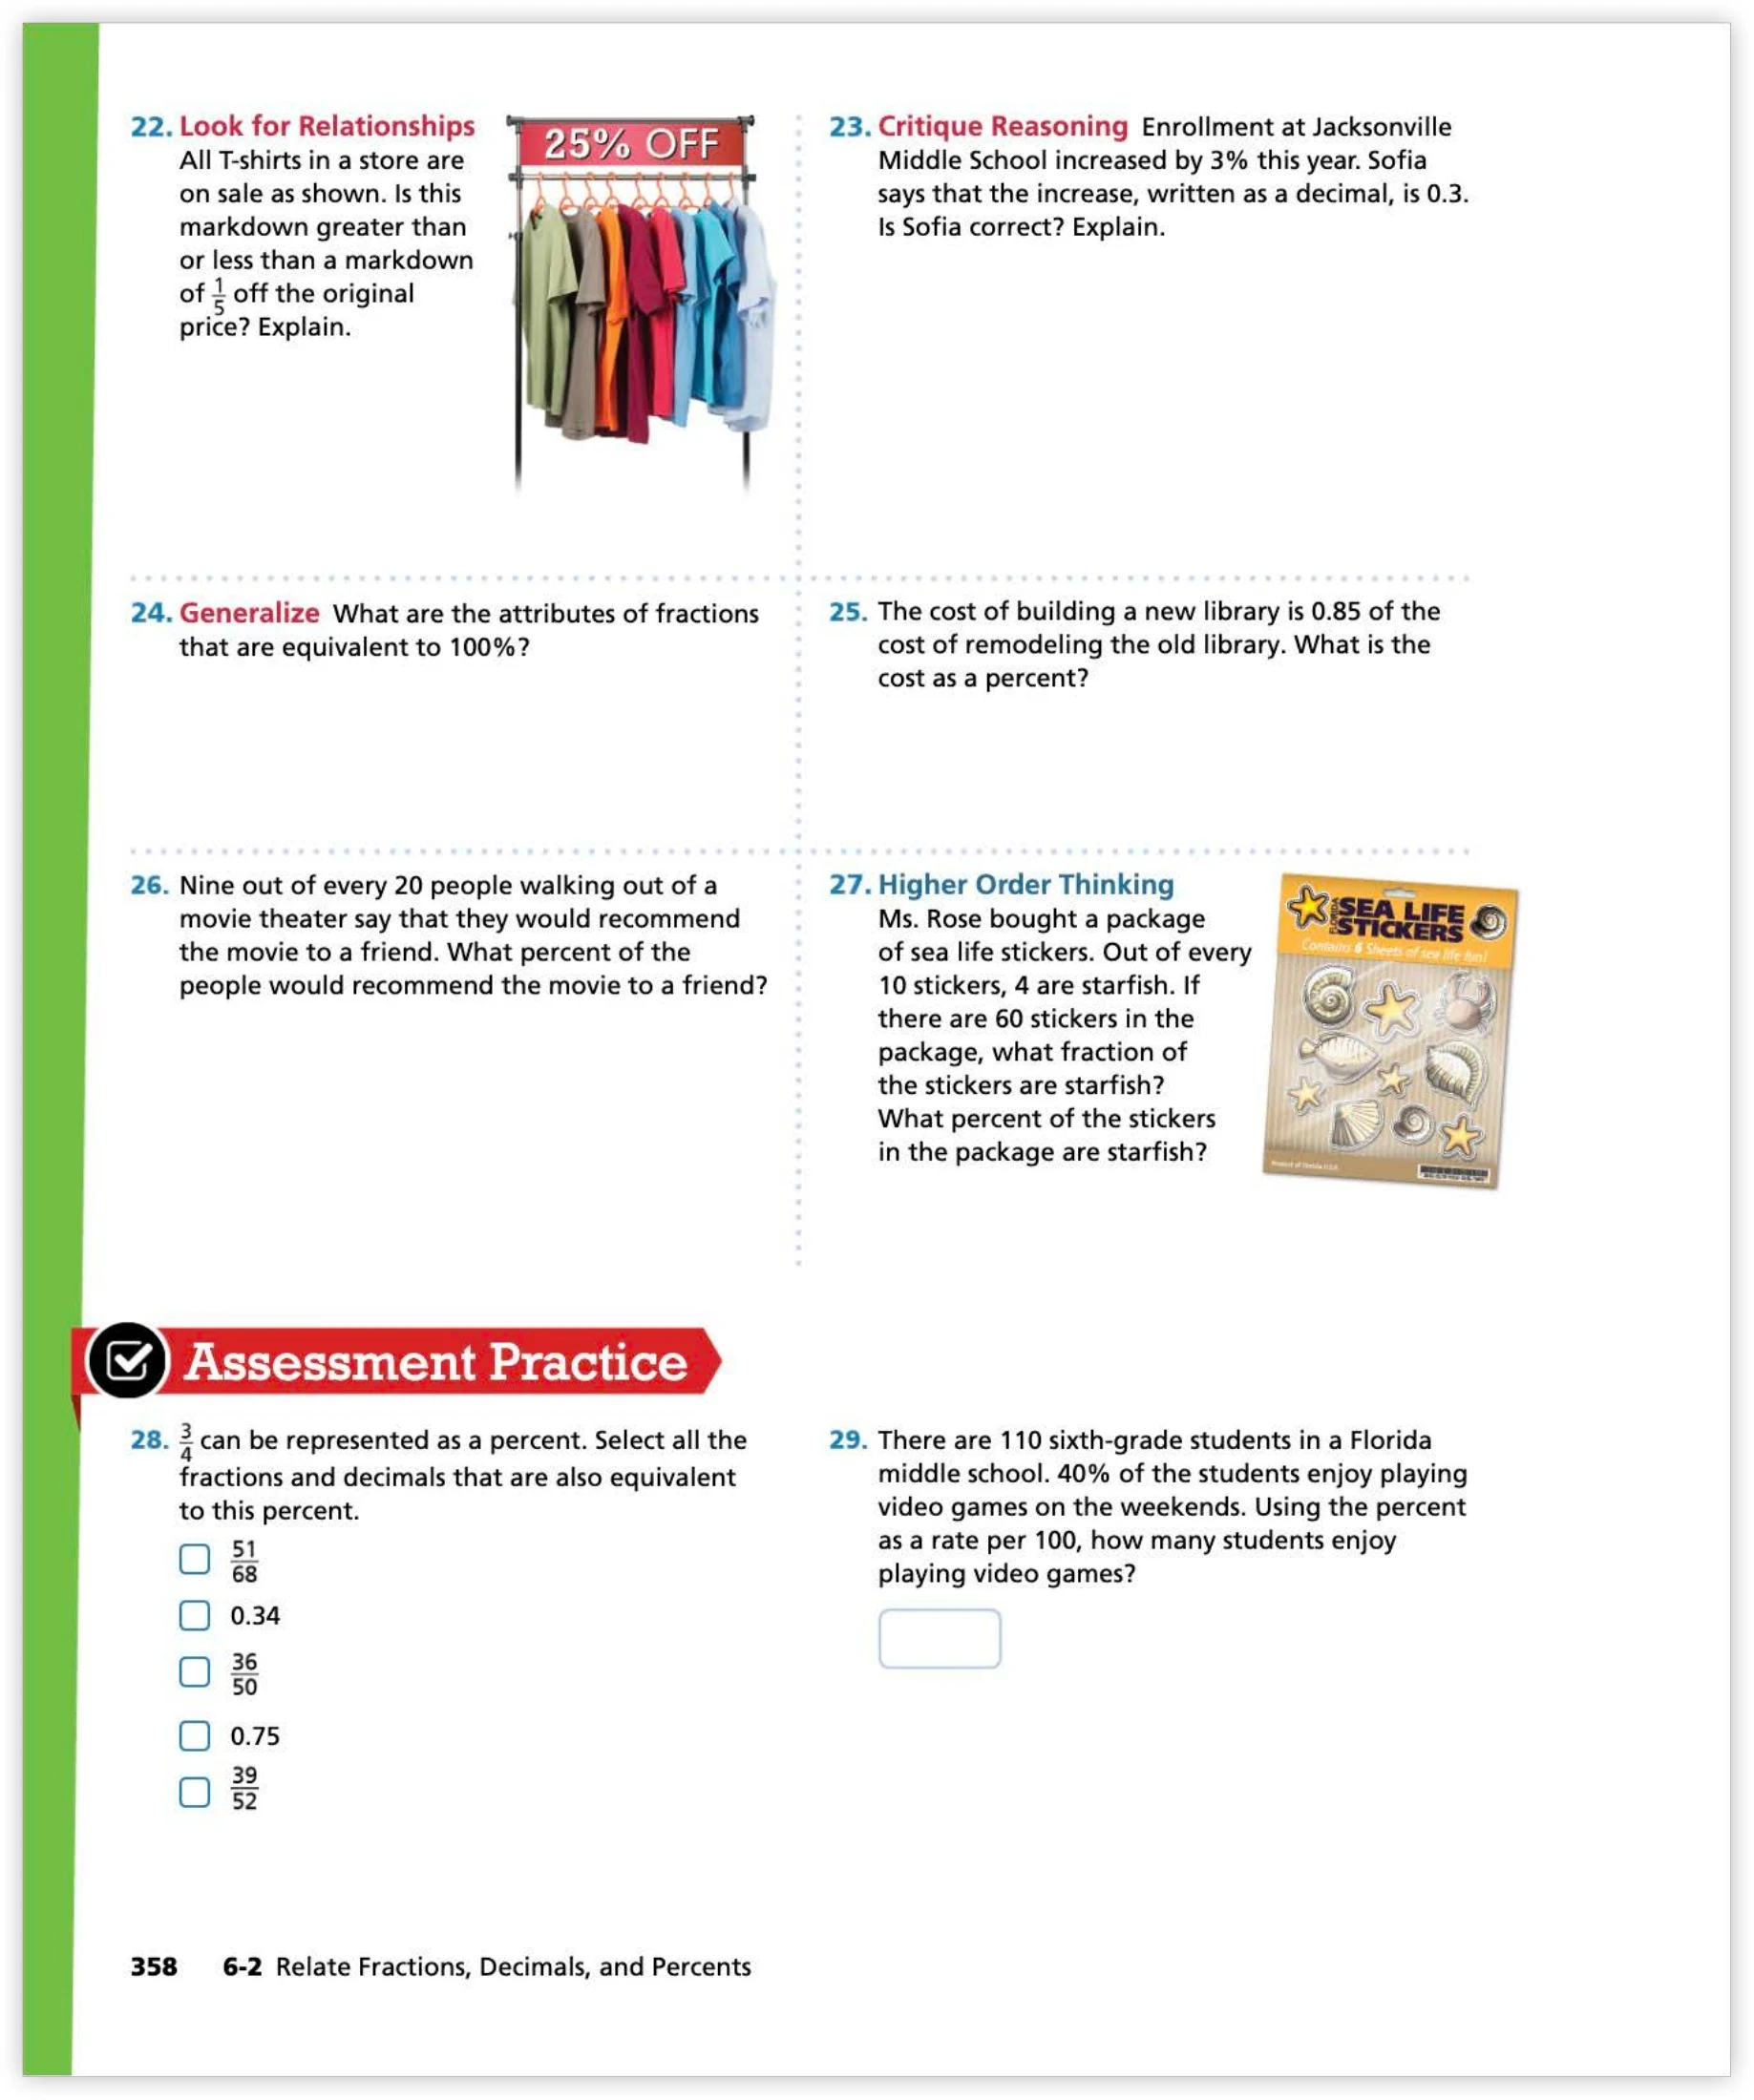 22. Look for Relationships
All T-shirts in a store are
on sale as shown. Is this
markdown greater than
or less than a markdown
of 1/5 off the original
price? Explain.
25% OFF
23. Critique Reasoning Enrollment at Jacksonville
Middle School increased by 3% this year. Sofia
says that the increase, written as a decimal, is 0.3.
Is Sofia correct? Explain.
24. Generalize What are the attributes of fractions
that are equivalent to 100%?
25. The cost of building a new library is 0.85 of the
cost of remodeling the old library. What is the
cost as a percent?
26. Nine out of every 20 people walking out of a
movie theater say that they would recommend
the movie to a friend. What percent of the
people would recommend the movie to a friend?
27. Higher Order Thinking
Ms. Rose bought a package
of sea life stickers. Out of every
10 stickers, 4 are starfish. If
there are 60 stickers in the
package, what fraction of
the stickers are starfish?
What percent of the stickers
in the package are starfish?
FLORIDA
SEA LIFE
STICKERS
Contains 6 Sheets of sea life fun!
Product of Florida U.S.A.
Assessment Practice
28. 3/4 can be represented as a percent. Select all the
fractions and decimals that are also equivalent
to this percent.
51/68
0.34
36/50
0.75
39/52
29. There are 110 sixth-grade students in a Florida
middle school. 40% of the students enjoy playing
video games on the weekends. Using the percent
as a rate per 100, how many students enjoy
playing video games?
358 6-2 Relate Fractions, Decimals, and Percents